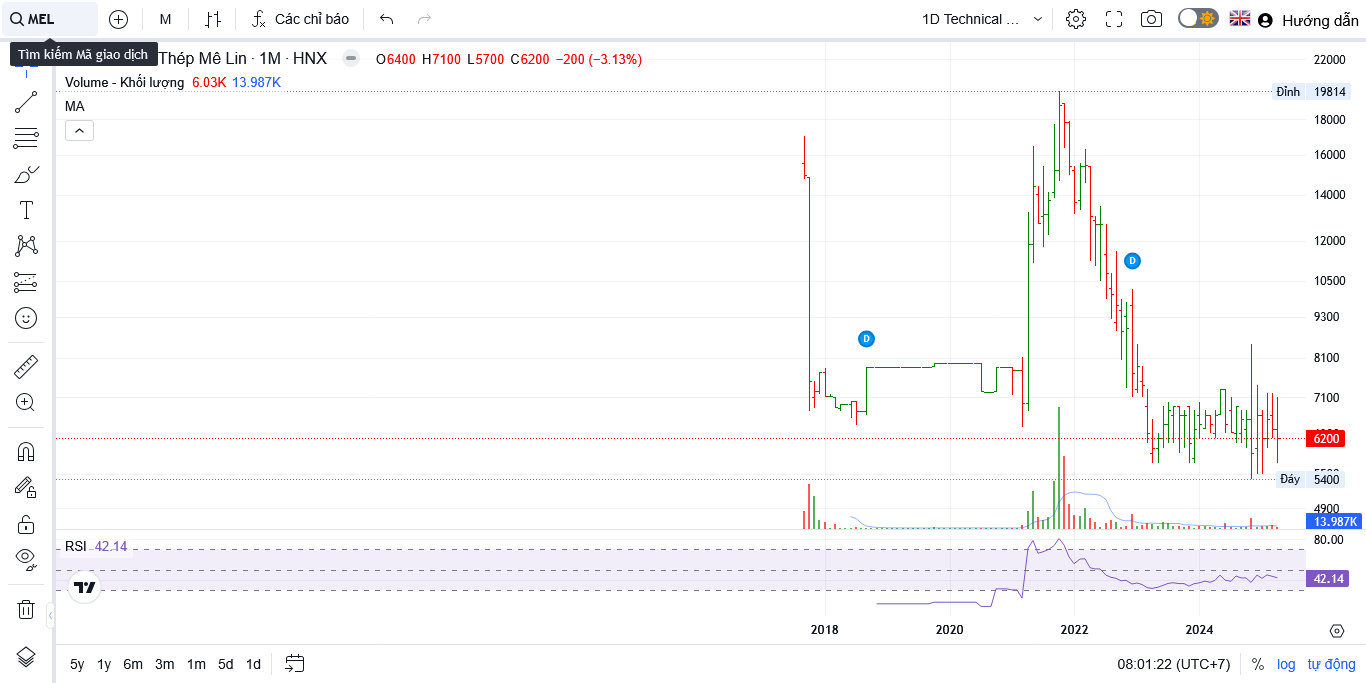 MEL M Các chỉ báo 1D Technical ... Hướng dẫn
Tìm kiếm Mã giao dịch
Thép Mê Lin · 1M · HNX O6400 H7100 L5700 C6200 −200 (−3.13%)
Volume - Khối lượng 6.03K 13.987K
MA
22000
Đỉnh 19814
18000
16000
14000
12000
10500
9300
8100
7100
6200
Đáy 5400
4900
13.987K
D
D
RSI 42.14
80.00
42.14
2018 2020 2022 2024
5y 1y 6m 3m 1m 5d 1d 08:01:22 (UTC+7) % log tự động